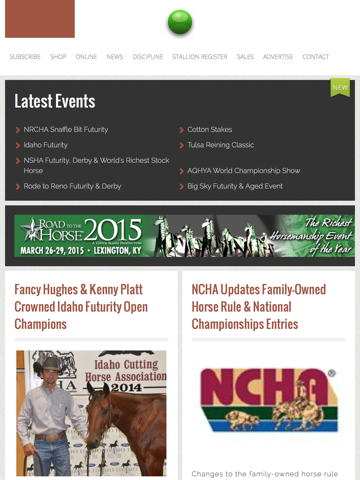 SUBSCRIBE SHOP ONLINE NEWS DISCIPLINE STALLION REGISTER SALES ADVERTISE CONTACT
NEW
Latest Events
NRCHA Snaffle Bit Futurity
Idaho Futurity
NSHA Futurity, Derby & World's Richest Stock
Horse
Rode to Reno Futurity & Derby
Cotton Stakes
Tulsa Reining Classic
AQHYA World Championship Show
Big Sky Futurity & Aged Event
ROAD TO THE
HORSE 2015
MARCH 26-29, 2015 • LEXINGTON, KY
The Richest
Horsemanship Event
of the Year
Fancy Hughes & Kenny Platt
Crowned Idaho Futurity Open
Champions
Idaho Cutting
Horse Association
2014
NCHA Updates Family-Owned
Horse Rule & National
Championships Entries
NCHA
Changes to the family-owned horse rule